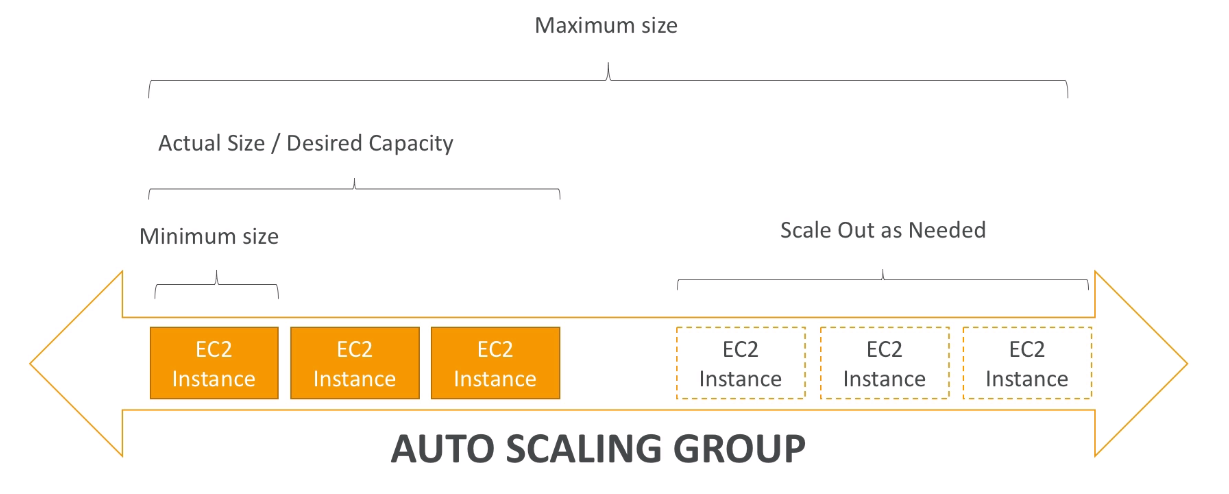 Maximum size
Actual Size / Desired Capacity
Minimum size
Scale Out as Needed
EC2
Instance
EC2
Instance
EC2
Instance
EC2
Instance
EC2
Instance
EC2
Instance
AUTO SCALING GROUP